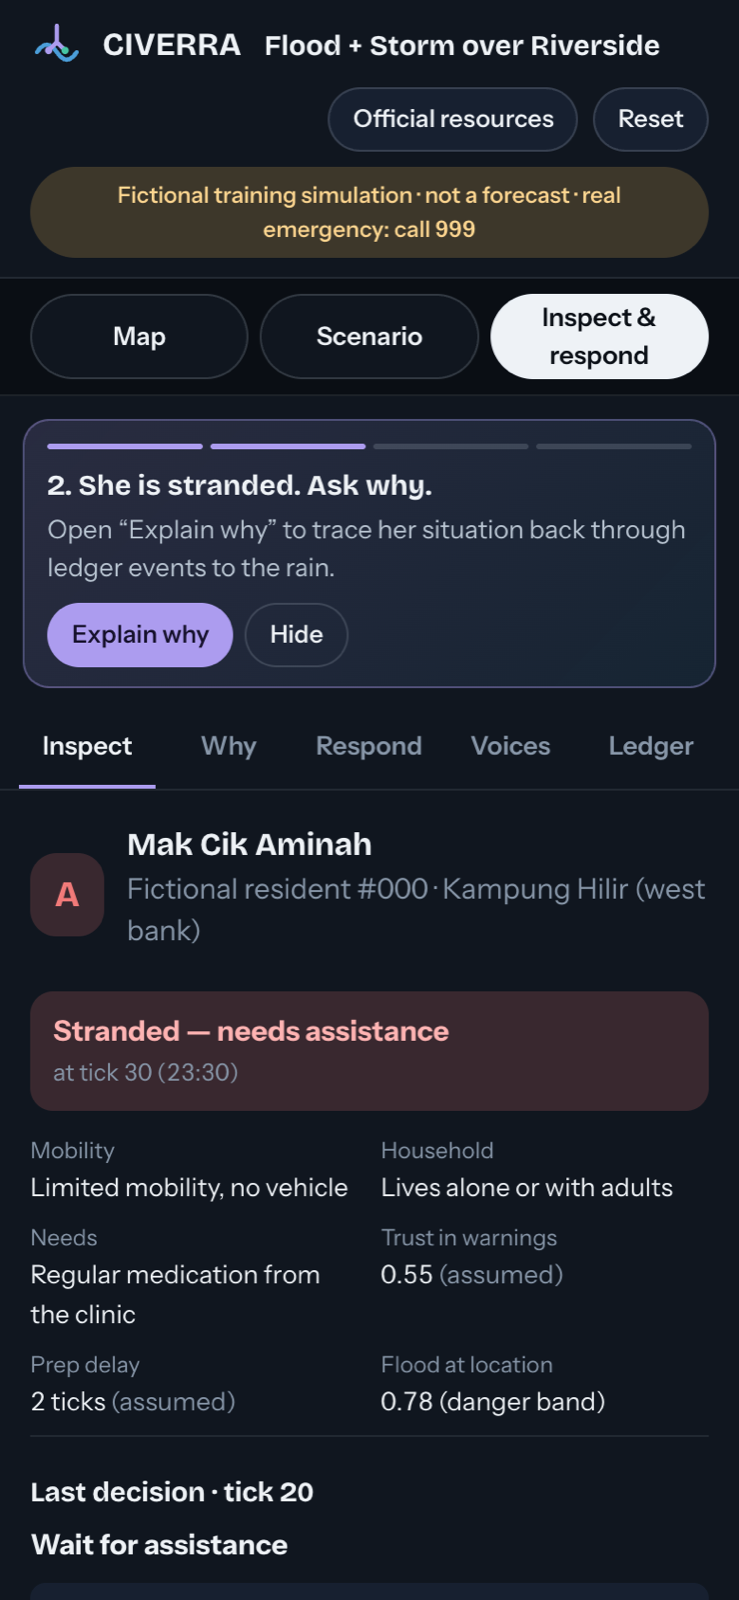 CIVERRA Flood + Storm over Riverside
Official resources Reset
Fictional training simulation · not a forecast · real
emergency: call 999
Map Scenario Inspect &
respond
2. She is stranded. Ask why.
Open “Explain why” to trace her situation back through
ledger events to the rain.
Explain why Hide
Inspect Why Respond Voices Ledger
A
Mak Cik Aminah
Fictional resident #000 · Kampung Hilir (west
bank)
Stranded — needs assistance
at tick 30 (23:30)
Mobility Household
Limited mobility, no vehicle Lives alone or with adults
Needs Trust in warnings
Regular medication from 0.55 (assumed)
the clinic
Prep delay Flood at location
2 ticks (assumed) 0.78 (danger band)
Last decision · tick 20
Wait for assistance